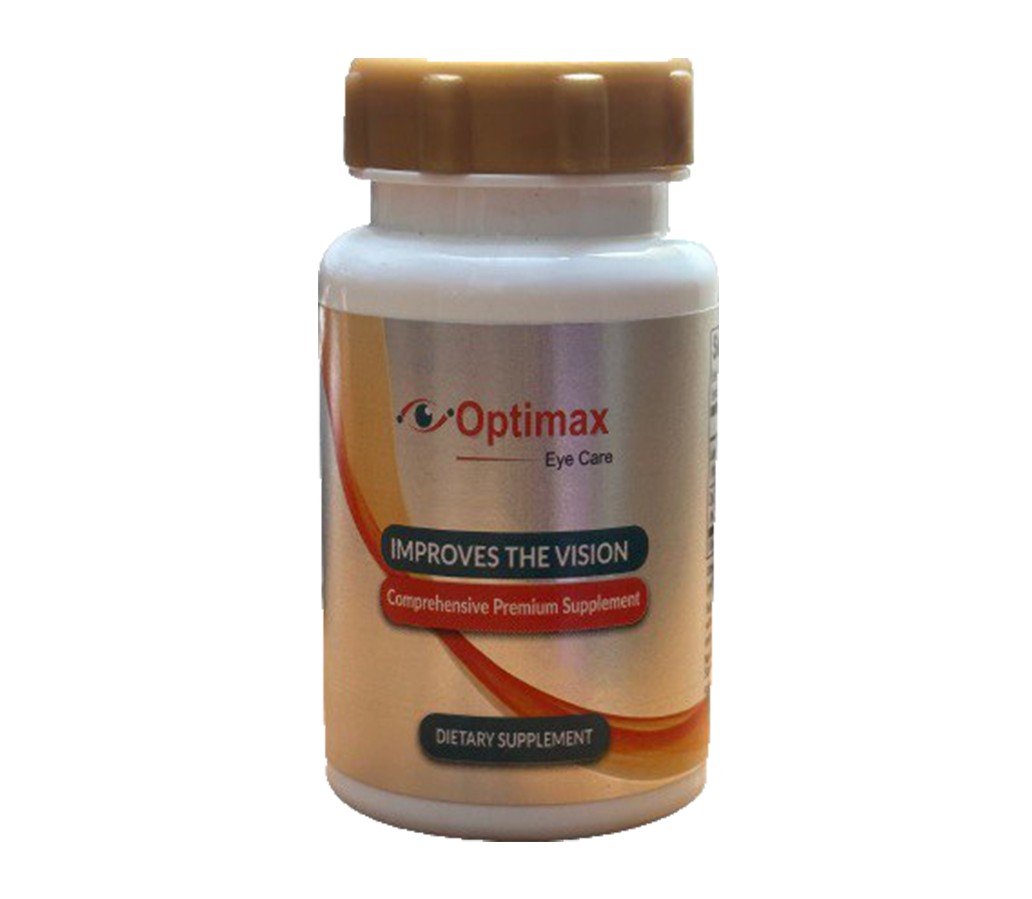 Optimax
Eye Care
IMPROVES THE VISION
Comprehensive Premium Supplement
DIETARY SUPPLEMENT